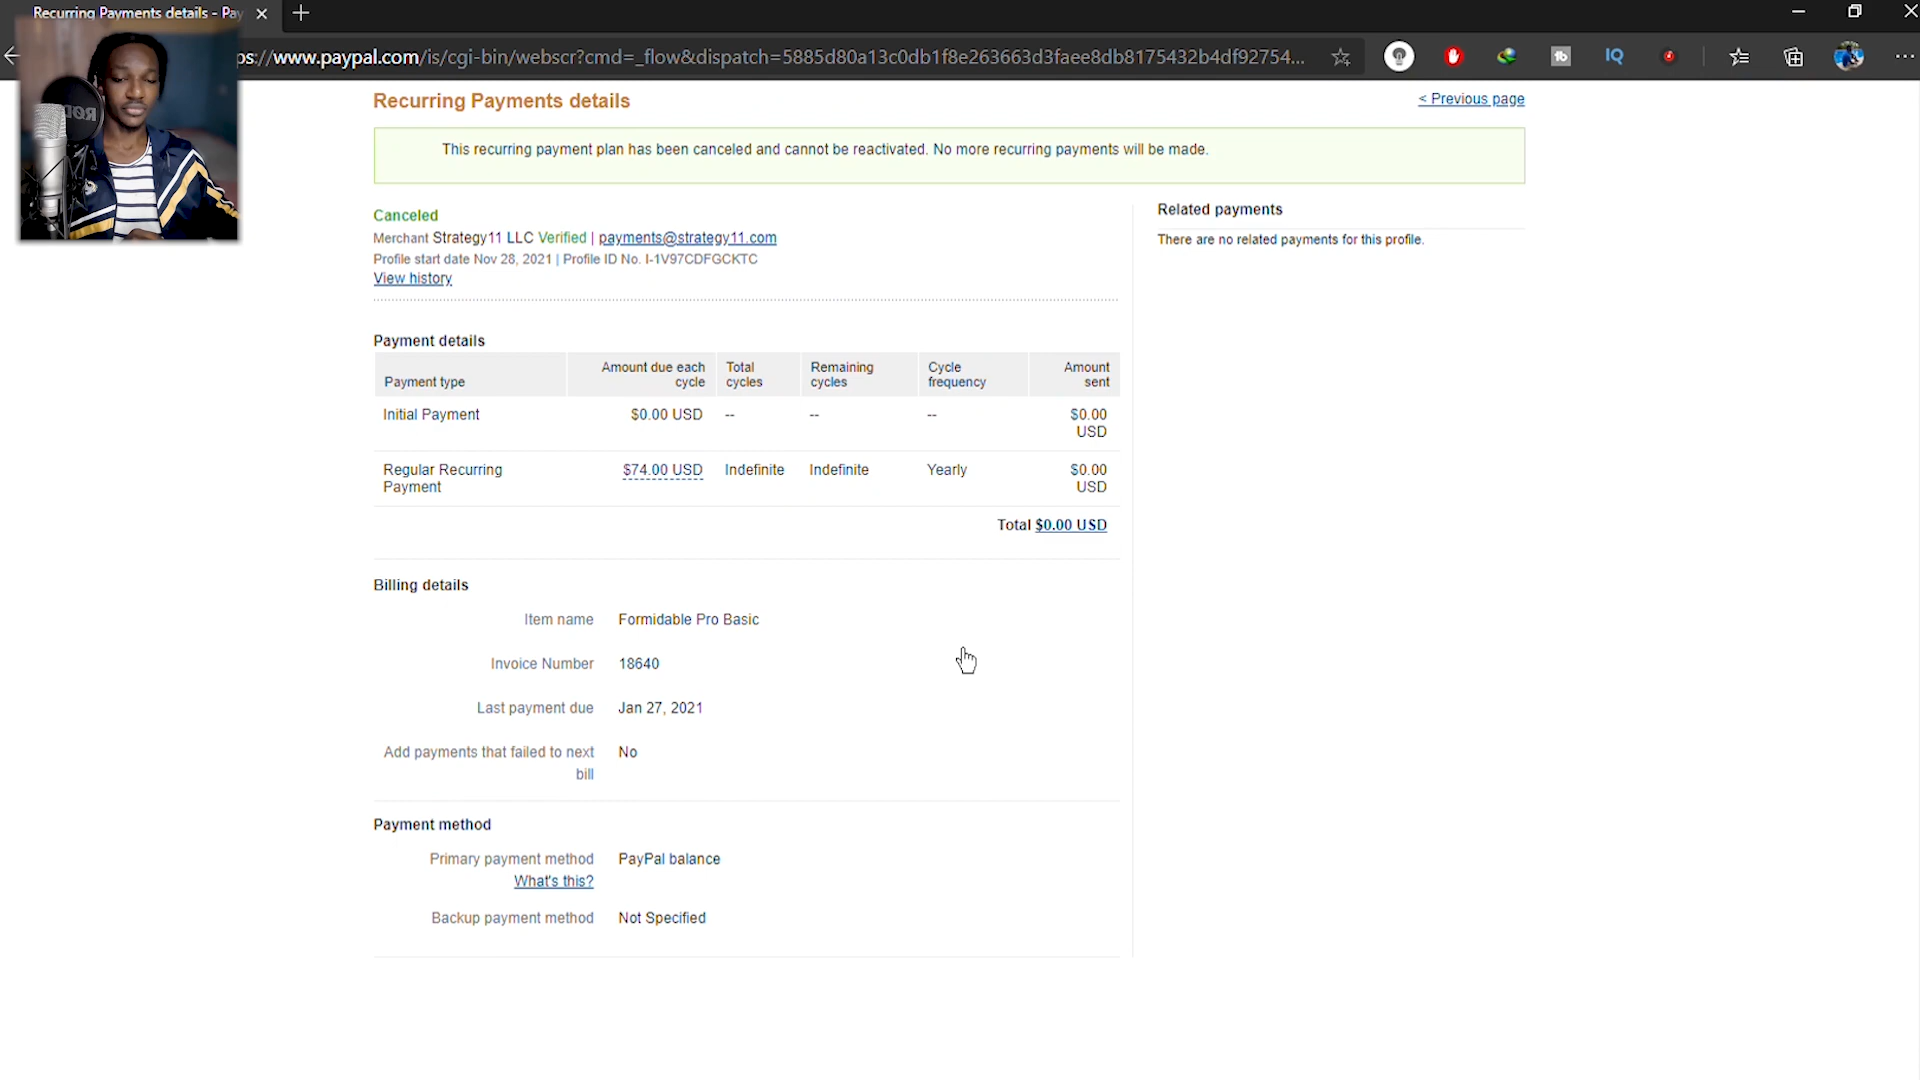 Recurring Payments details - Pay
ps://www.paypal.com/is/cgi-bin/webscr?cmd=_flow&dispatch=5885d80a13c0db1f8e263663d3faee8db8175432b4df92754...
tb
IQ
RØDE
Recurring Payments details
< Previous page
This recurring payment plan has been canceled and cannot be reactivated. No more recurring payments will be made.
Canceled
Merchant Strategy11 LLC Verified | payments@strategy11.com
Profile start date Nov 28, 2021 | Profile ID No. I-1V97CDFGCKTC
View history
Related payments
There are no related payments for this profile.
Payment details
Payment type Amount due each cycle Total cycles Remaining cycles Cycle frequency Amount sent
Initial Payment $0.00 USD -- -- -- $0.00 USD
Regular Recurring Payment $74.00 USD Indefinite Indefinite Yearly $0.00 USD
Total $0.00 USD
Billing details
Item name Formidable Pro Basic
Invoice Number 18640
Last payment due Jan 27, 2021
Add payments that failed to next bill No
Payment method
Primary payment method PayPal balance
What's this?
Backup payment method Not Specified